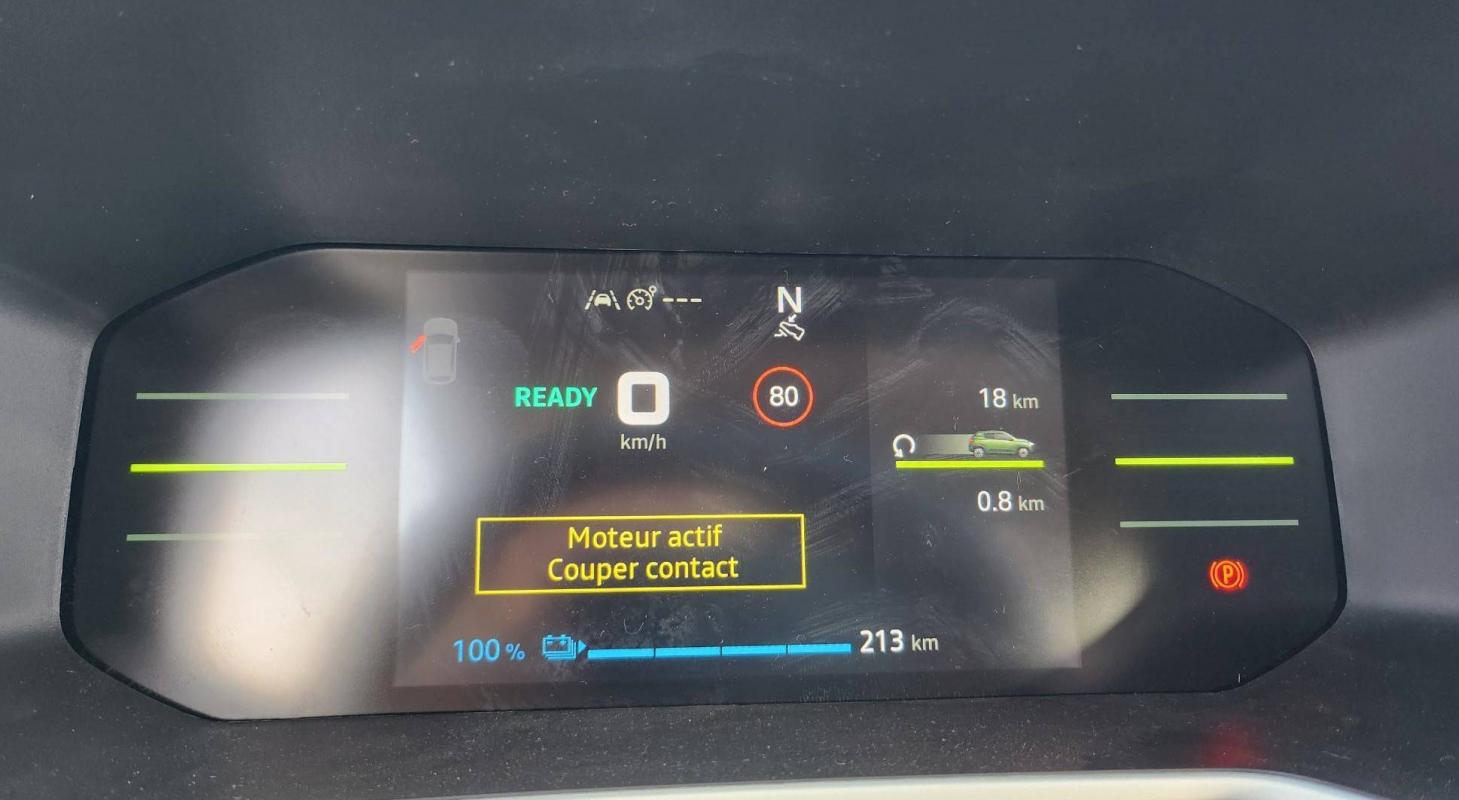 ---
N
READY
0
km/h
80
18 km
0.8 km
Moteur actif
Couper contact
100 %
213 km
P